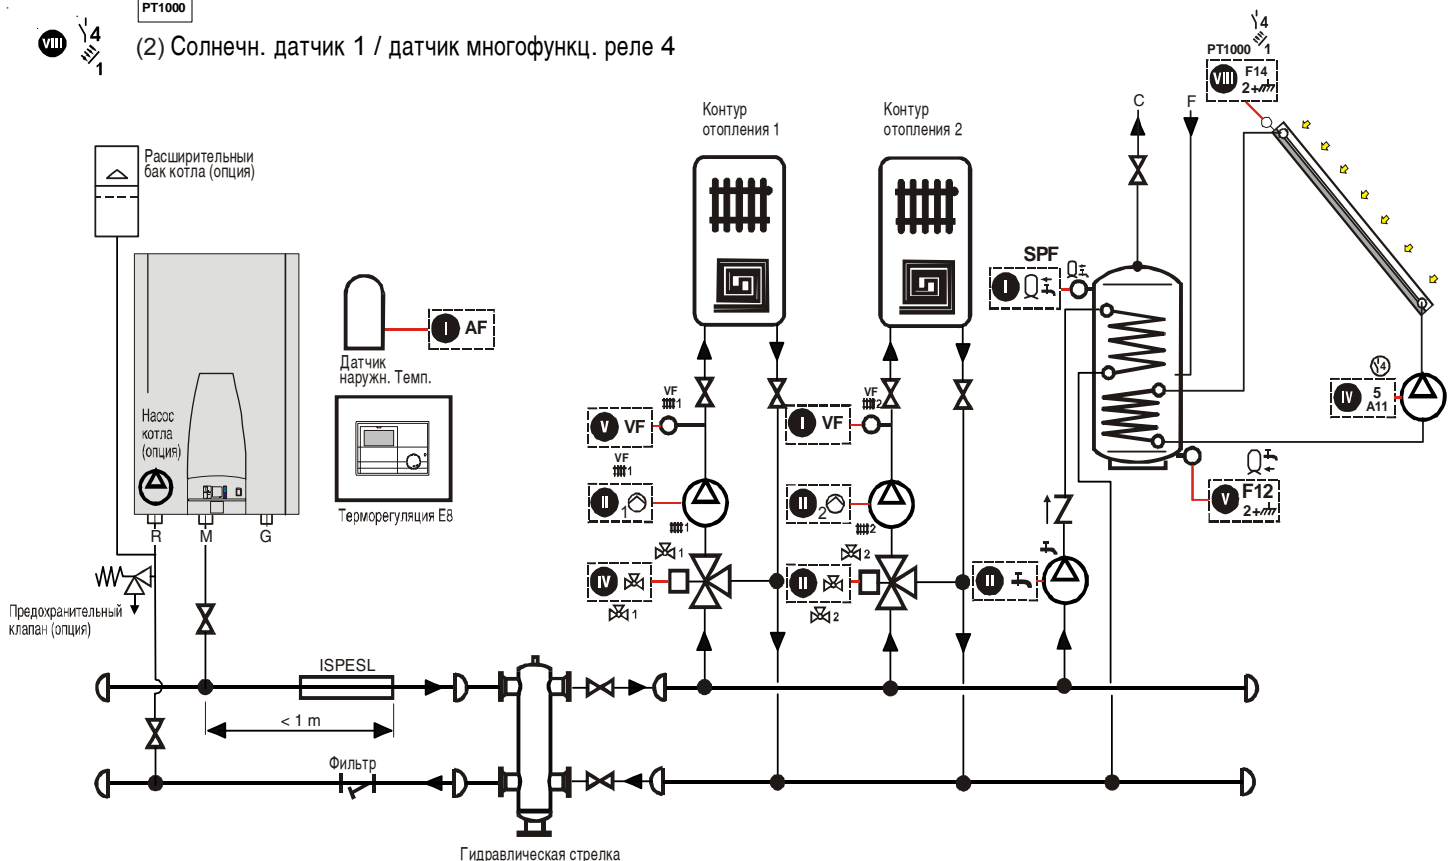 PT1000
VIII 4
1
(2) Солнечн. датчик 1 / датчик многофункц. реле 4
4
1
PT1000
VIII F14
2+
C F
Контур
отопления 1
Контур
отопления 2
Расширительный
бак котла (опция)
SPF
I
I AF
Датчик
наружн. Темп.
4
IV 5
A11
Насос
котла
(опция)
VF
1
V VF
VF
1
VF
2
I VF
V F12
2+
II 1
1
II 2
2
Терморегуляция E8
R M G
1
IV
1
2
II
2
II
Предохранительный
клапан (опция)
ISPESL
< 1 m
Фильтр
Гидравлическая стрелка